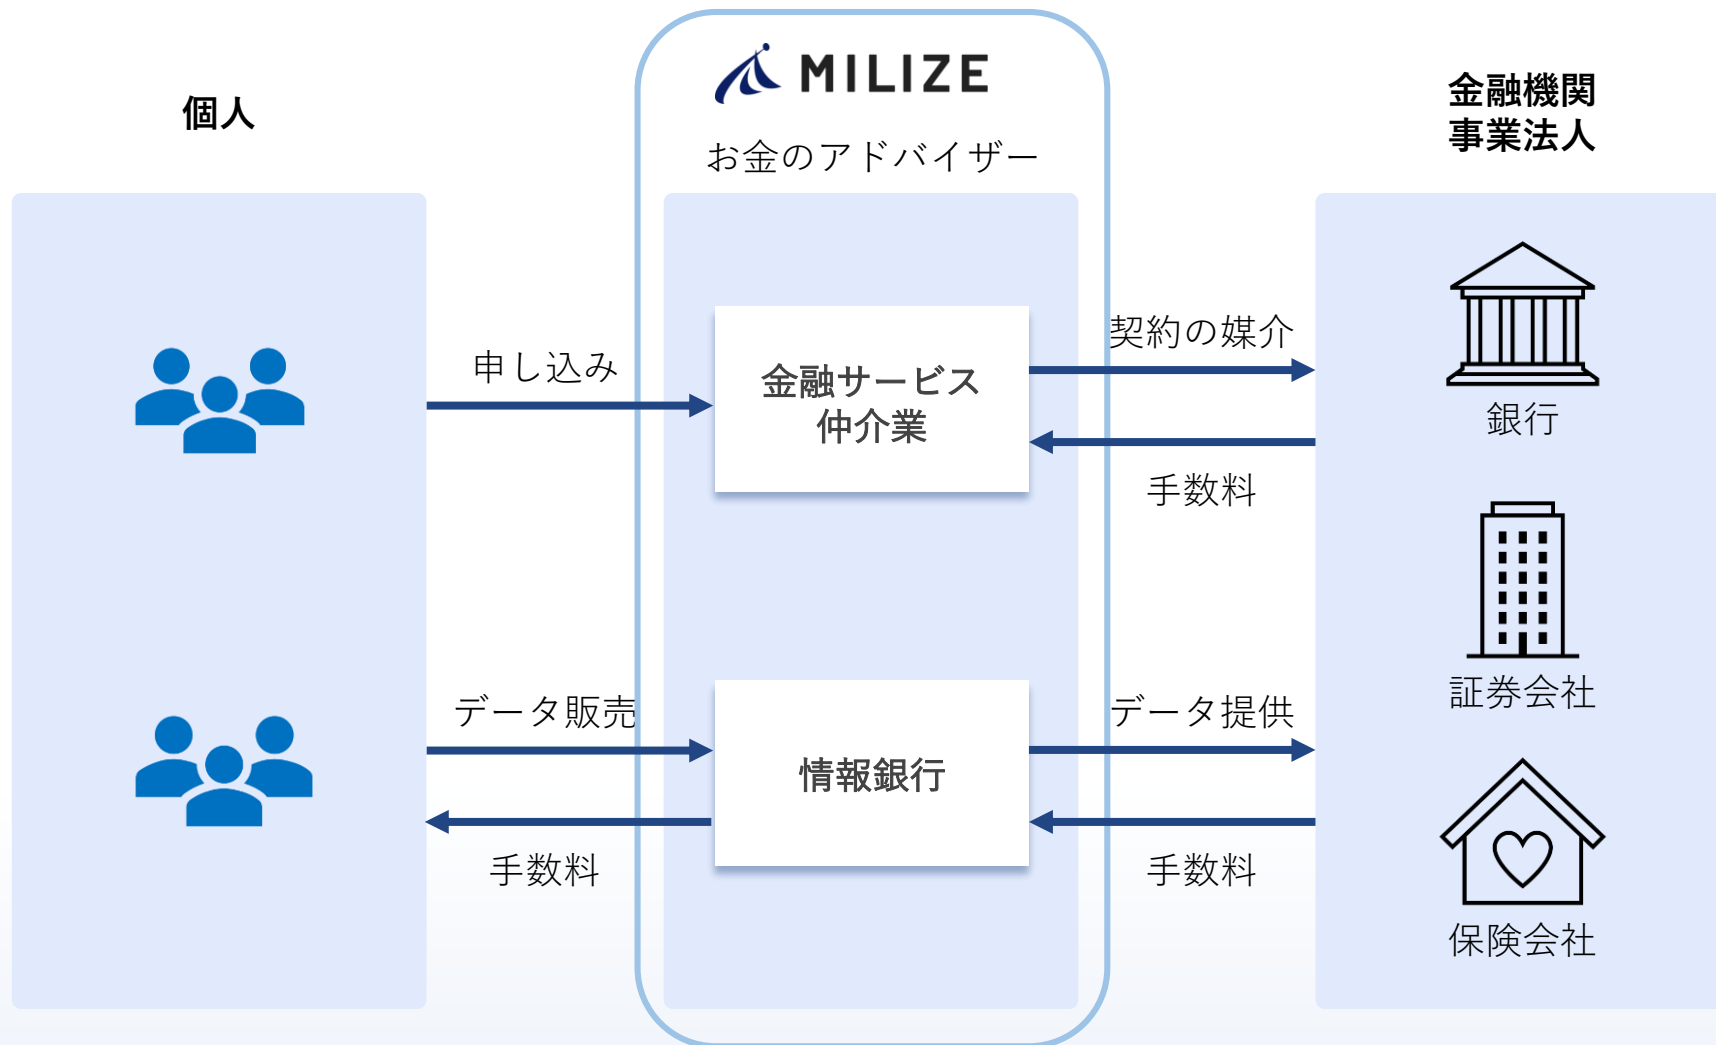 MILIZE
お金のアドバイザー
個人
金融機関
事業法人
申し込み
金融サービス
仲介業
契約の媒介
手数料
銀行
証券会社
データ販売
手数料
情報銀行
データ提供
手数料
保険会社